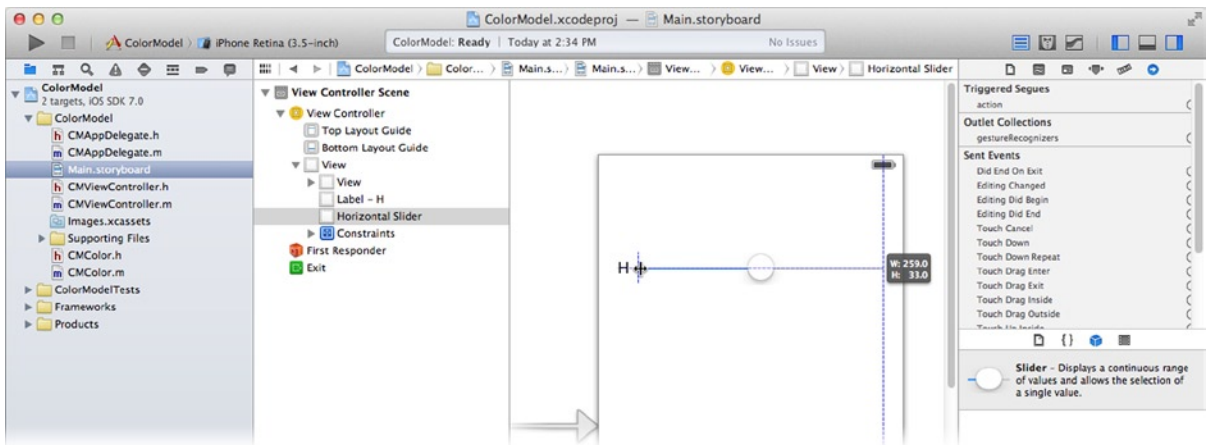 ColorModel.xcodeproj — Main.storyboard
ColorModel iPhone Retina (3.5-inch)
ColorModel: Ready | Today at 2:34 PM
No Issues
ColorModel Color... Main.s... Main.s... View... View... View Horizontal Slider
ColorModel
2 targets, iOS SDK 7.0
ColorModel
h CMAppDelegate.h
m CMAppDelegate.m
Main.storyboard
h CMViewController.h
m CMViewController.m
Images.xcassets
Supporting Files
h CMColor.h
m CMColor.m
ColorModelTests
Frameworks
Products
View Controller Scene
View Controller
Top Layout Guide
Bottom Layout Guide
View
View
Label – H
Horizontal Slider
Constraints
First Responder
Exit
H
W: 259.0
H: 33.0
Triggered Segues
action
Outlet Collections
gestureRecognizers
Sent Events
Did End On Exit
Editing Changed
Editing Did Begin
Editing Did End
Touch Cancel
Touch Down
Touch Down Repeat
Touch Drag Enter
Touch Drag Exit
Touch Drag Inside
Touch Drag Outside
Touch Up Inside
{}
Slider – Displays a continuous range
of values and allows the selection of
a single value.